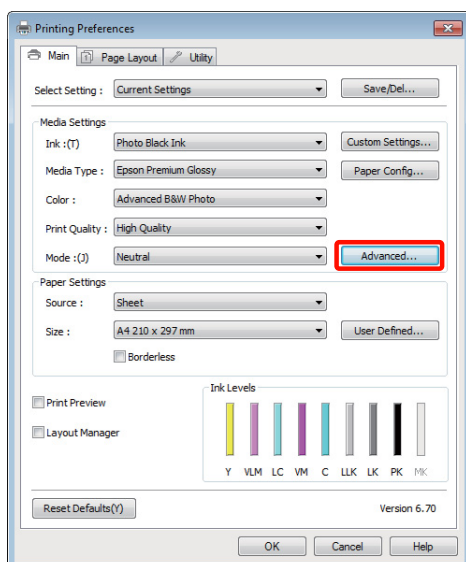 Printing Preferences
Main Page Layout Utility
Select Setting : Current Settings Save/Del...
Media Settings
Ink :(T) Photo Black Ink Custom Settings...
Media Type : Epson Premium Glossy Paper Config...
Color : Advanced B&W Photo
Print Quality : High Quality
Mode :(J) Neutral Advanced...
Paper Settings
Source : Sheet
Size : A4 210 x 297 mm User Defined...
Borderless
Print Preview
Layout Manager
Ink Levels
Y VLM LC VM C LLK LK PK MK
Reset Defaults(Y) Version 6.70
OK Cancel Help